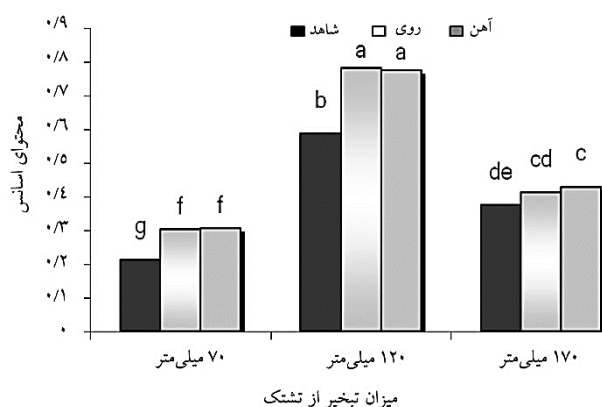 شاهد روی آهن
محتوای اسانس
۰/۹
۰/۸
۰/۷
۰/۶
۰/۵
۰/۴
۰/۳
۰/۲
۰/۱
۰
g f f
b a a
de cd c
۷۰ میلی‌متر ۱۲۰ میلی‌متر ۱۷۰ میلی‌متر
میزان تبخیر از تشتک